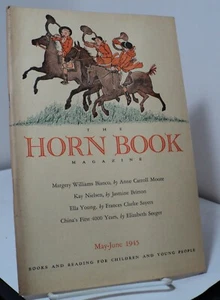 THE
HORN BOOK
MAGAZINE
Margery Williams Bianco, by Anne Carroll Moore
Kay Nielsen, by Jasmine Britton
Ella Young, by Frances Clarke Sayers
China's First 4000 Years, by Elizabeth Seeger
May-June 1945
BOOKS AND READING FOR CHILDREN AND YOUNG PEOPLE